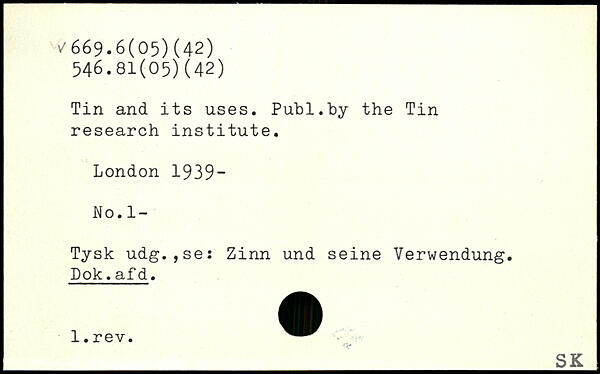 v 669.6(05)(42)
546.81(05)(42)
Tin and its uses. Publ.by the Tin
research institute.
London 1939-
No.1-
Tysk udg.,se: Zinn und seine Verwendung.
Dok.afd.
1.rev.
SK